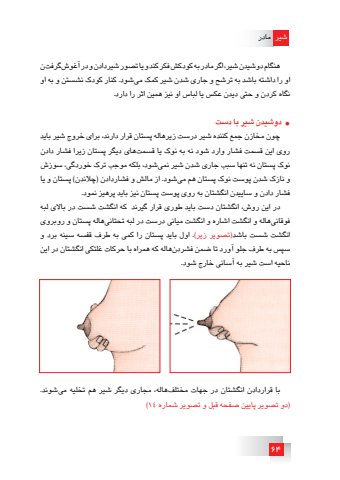 شیر مادر
هنگام دوشیدن شیر، اگر مادر به کودکش فکر کند و یا تصور شیردادن و در آغوش‌گرفتن
او را داشته باشد به ترشح و جاری شدن شیر کمک می‌شود. کنار کودک نشستن و به او
نگاه کردن و حتی دیدن عکس یا لباس او نیز همین اثر را دارد.
• دوشیدن شیر با دست
چون مخازن جمع کننده شیر درست زیرهاله پستان قرار دارند، برای خروج شیر باید
روی این قسمت فشار وارد شود نه به نوک یا قسمت‌های دیگر پستان زیرا فشار دادن
نوک پستان نه تنها سبب جاری شدن شیر نمی‌شود، بلکه موجب ترک خوردگی، سوزش
و نازک شدن پوست نوک پستان هم می‌شود. از مالش و فشاردادن (چلاندن) پستان و یا
فشار دادن و ساییدن انگشتان به روی پوست پستان نیز باید پرهیز نمود.
در این روش، انگشتان دست باید طوری قرار گیرند که انگشت شست در بالای لبه
فوقانی‌هاله و انگشت اشاره و انگشت میانی درست در لبه تحتانی‌هاله پستان و روبروی
انگشت شست باشد(تصویر زیر). اول باید پستان را کمی به طرف قفسه سینه برد و
سپس به طرف جلو آورد تا ضمن فشردن‌هاله که همراه با حرکات غلتکی انگشتان در این
ناحیه است شیر به آسانی خارج شود.
با قراردادن انگشتان در جهات مختلف‌هاله، مجاری دیگر شیر هم تخلیه می‌شوند.
(دو تصویر پایین صفحه قبل و تصویر شماره ۱۴)
۶۴